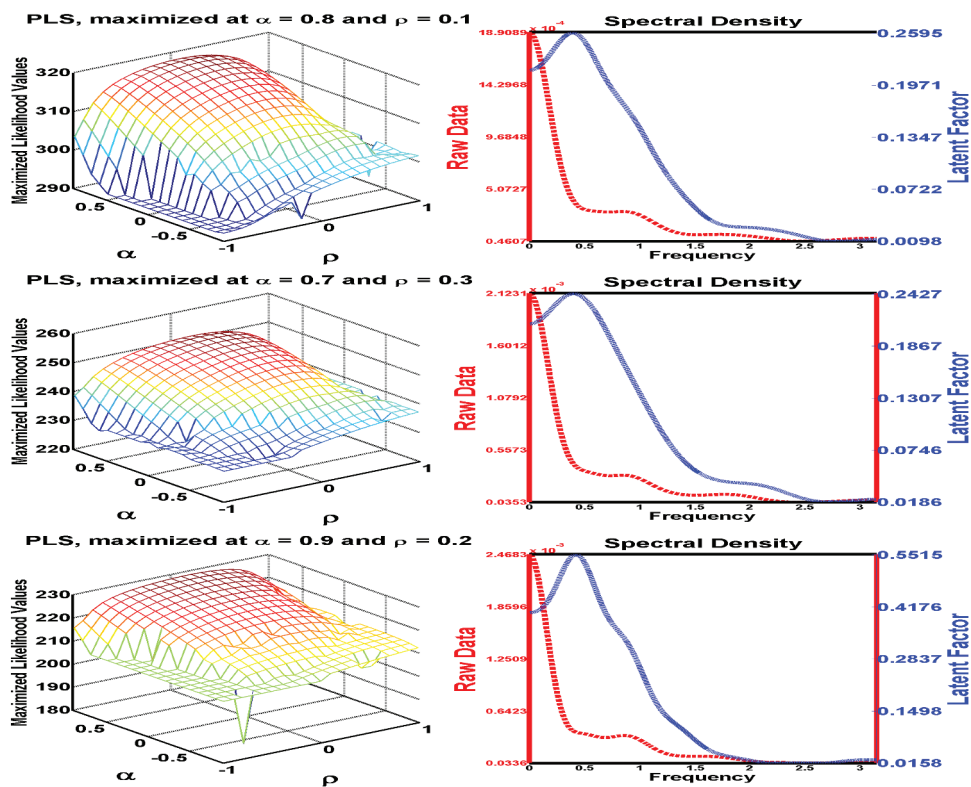 PLS, maximized at α = 0.8 and ρ = 0.1
Maximized Likelihood Values
320
310
300
290
0.5
0
-0.5
α
-1
0
1
ρ
Spectral Density
× 10⁻⁴
18.9089
14.2968
9.6848
5.0727
0.4607
Raw Data
0.2595
0.1971
0.1347
0.0722
0.0098
Latent Factor
0 0.5 1 1.5 2 2.5 3
Frequency
PLS, maximized at α = 0.7 and ρ = 0.3
Maximized Likelihood Values
260
250
240
230
220
0.5
0
-0.5
α
-1
0
1
ρ
Spectral Density
× 10⁻³
2.1231
1.6012
1.0792
0.5573
0.0353
Raw Data
0.2427
0.1867
0.1307
0.0746
0.0186
Latent Factor
0 0.5 1 1.5 2 2.5 3
Frequency
PLS, maximized at α = 0.9 and ρ = 0.2
Maximized Likelihood Values
230
220
210
200
190
180
0.5
0
-0.5
α
-1
0
1
ρ
Spectral Density
× 10⁻³
2.4683
1.8596
1.2509
0.6423
0.0336
Raw Data
0.5515
0.4176
0.2837
0.1498
0.0158
Latent Factor
0 0.5 1 1.5 2 2.5 3
Frequency